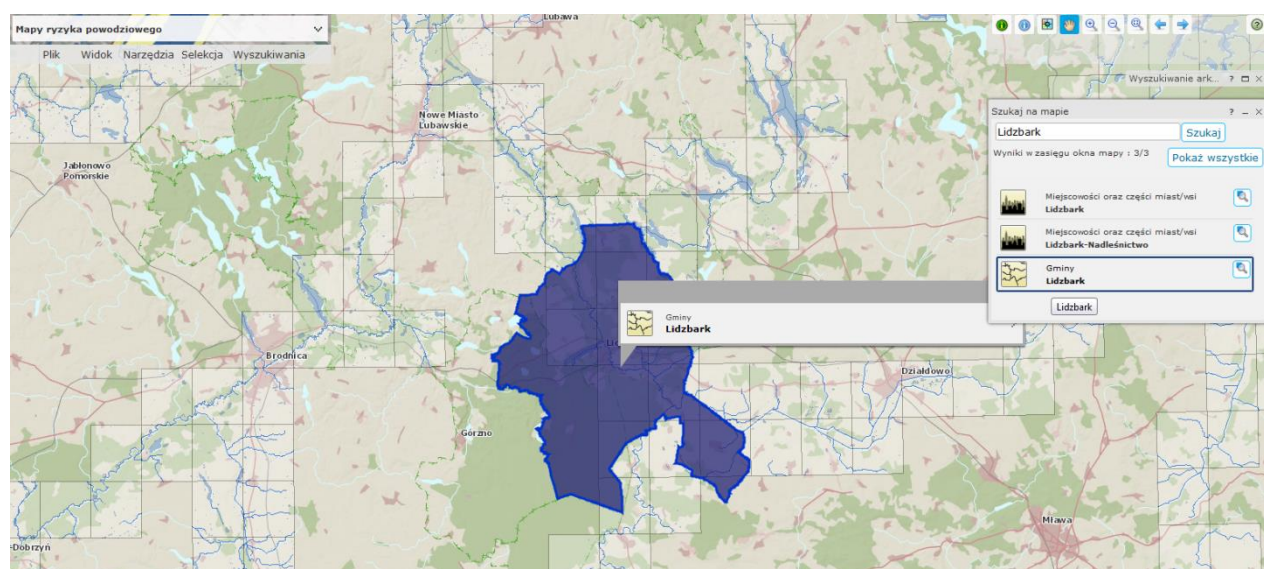 Mapy ryzyka powodziowego
Plik Widok Narzędzia Selekcja Wyszukiwania
Lubawa
Nowe Miasto
Lubawskie
Jabłonowo
Pomorskie
Brodnica
Górzno
Działdowo
Mława
-Dobrzyń
Gminy
Lidzbark
Wyszukiwanie ark... ?
Szukaj na mapie ?
Lidzbark Szukaj
Wyniki w zasięgu okna mapy : 3/3 Pokaż wszystkie
Miejscowości oraz części miast/wsi
Lidzbark
Miejscowości oraz części miast/wsi
Lidzbark-Nadleśnictwo
Gminy
Lidzbark
Lidzbark